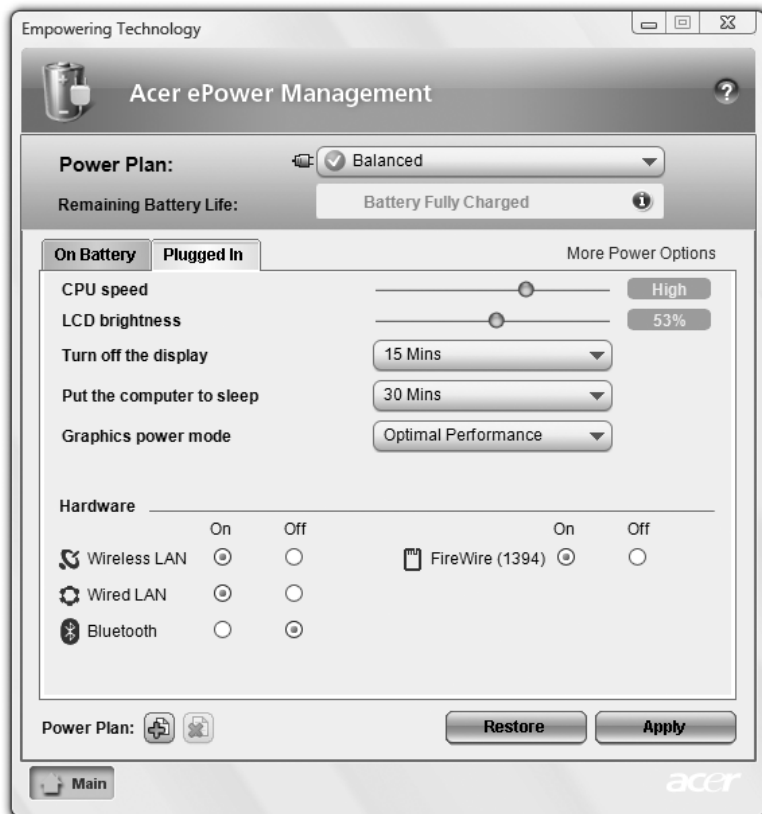 Empowering Technology
Acer ePower Management
Power Plan: Balanced
Remaining Battery Life: Battery Fully Charged
On Battery Plugged In More Power Options
CPU speed High
LCD brightness 53%
Turn off the display 15 Mins
Put the computer to sleep 30 Mins
Graphics power mode Optimal Performance
Hardware
On Off On Off
Wireless LAN FireWire (1394)
Wired LAN
Bluetooth
Power Plan: Restore Apply
Main acer